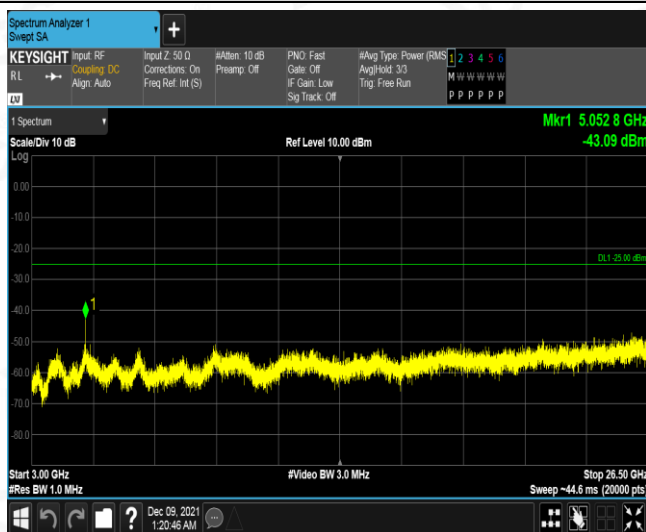 Spectrum Analyzer 1
Swept SA
+
KEYSIGHT Input: RF Input Z: 50 Ω #Atten: 10 dB PNO: Fast #Avg Type: Power (RMS 1 2 3 4 5 6
RL Coupling: DC Corrections: On Preamp: Off Gate: Off Avg|Hold: 3/3 M W W W W W
Align: Auto Freq Ref: Int (S) IF Gain: Low Trig: Free Run
LXI Sig Track: Off P P P P P P
1 Spectrum Mkr1 5.052 8 GHz
Scale/Div 10 dB Ref Level 10.00 dBm -43.09 dBm
Log
0.00
-10.0
-20.0
DL1 -25.00 dBm
-30.0
-40.0
1
-50.0
-60.0
-70.0
-80.0
Start 3.00 GHz #Video BW 3.0 MHz Stop 26.50 GHz
#Res BW 1.0 MHz Sweep ~44.6 ms (20000 pts)
? Dec 09, 2021
1:20:46 AM